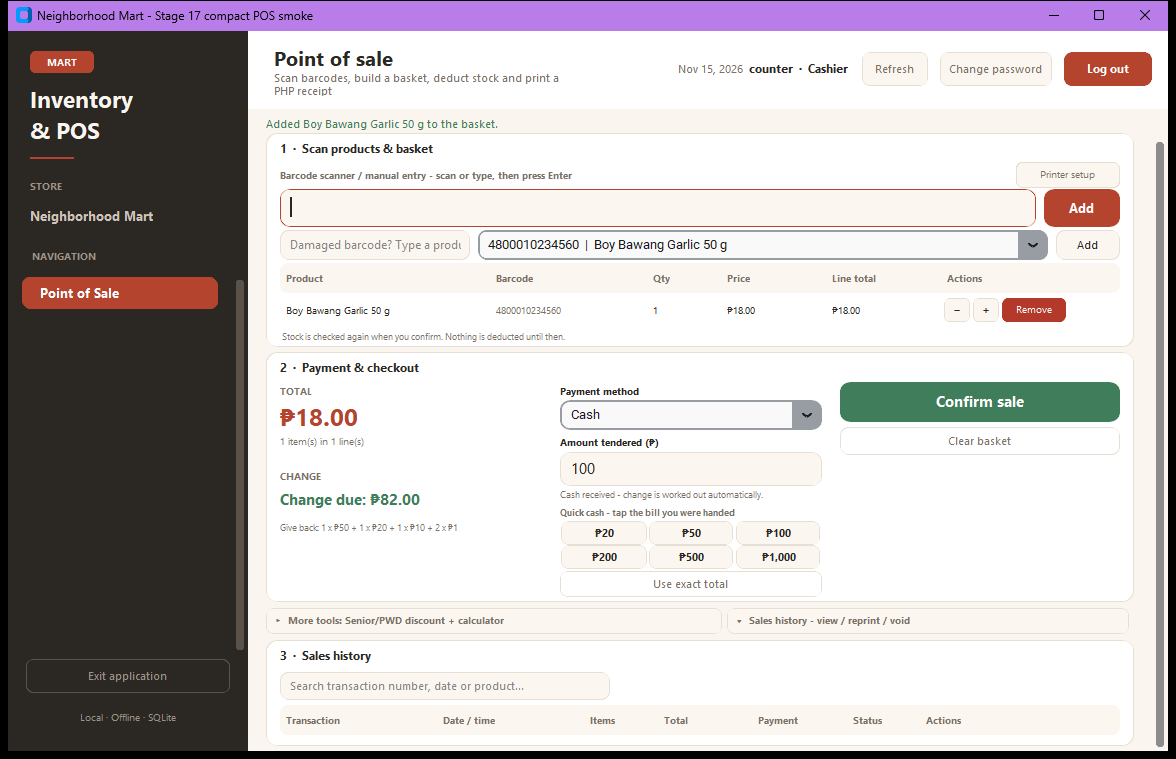 Neighborhood Mart - Stage 17 compact POS smoke
MART
Inventory
& POS
STORE
Neighborhood Mart
NAVIGATION
Point of Sale
Exit application
Local · Offline · SQLite
Point of sale
Scan barcodes, build a basket, deduct stock and print a
PHP receipt
Nov 15, 2026 counter · Cashier
Refresh
Change password
Log out
Added Boy Bawang Garlic 50 g to the basket.
1 · Scan products & basket
Barcode scanner / manual entry - scan or type, then press Enter
Printer setup
Add
Damaged barcode? Type a produ
4800010234560 | Boy Bawang Garlic 50 g
Add
Product Barcode Qty Price Line total Actions
Boy Bawang Garlic 50 g 4800010234560 1 ₱18.00 ₱18.00 − + Remove
Stock is checked again when you confirm. Nothing is deducted until then.
2 · Payment & checkout
TOTAL
₱18.00
1 item(s) in 1 line(s)
CHANGE
Change due: ₱82.00
Give back: 1 x ₱50 + 1 x ₱20 + 1 x ₱10 + 2 x ₱1
Payment method
Cash
Amount tendered (₱)
100
Cash received - change is worked out automatically.
Quick cash - tap the bill you were handed
₱20 ₱50 ₱100
₱200 ₱500 ₱1,000
Use exact total
Confirm sale
Clear basket
More tools: Senior/PWD discount + calculator
Sales history - view / reprint / void
3 · Sales history
Search transaction number, date or product...
Transaction Date / time Items Total Payment Status Actions